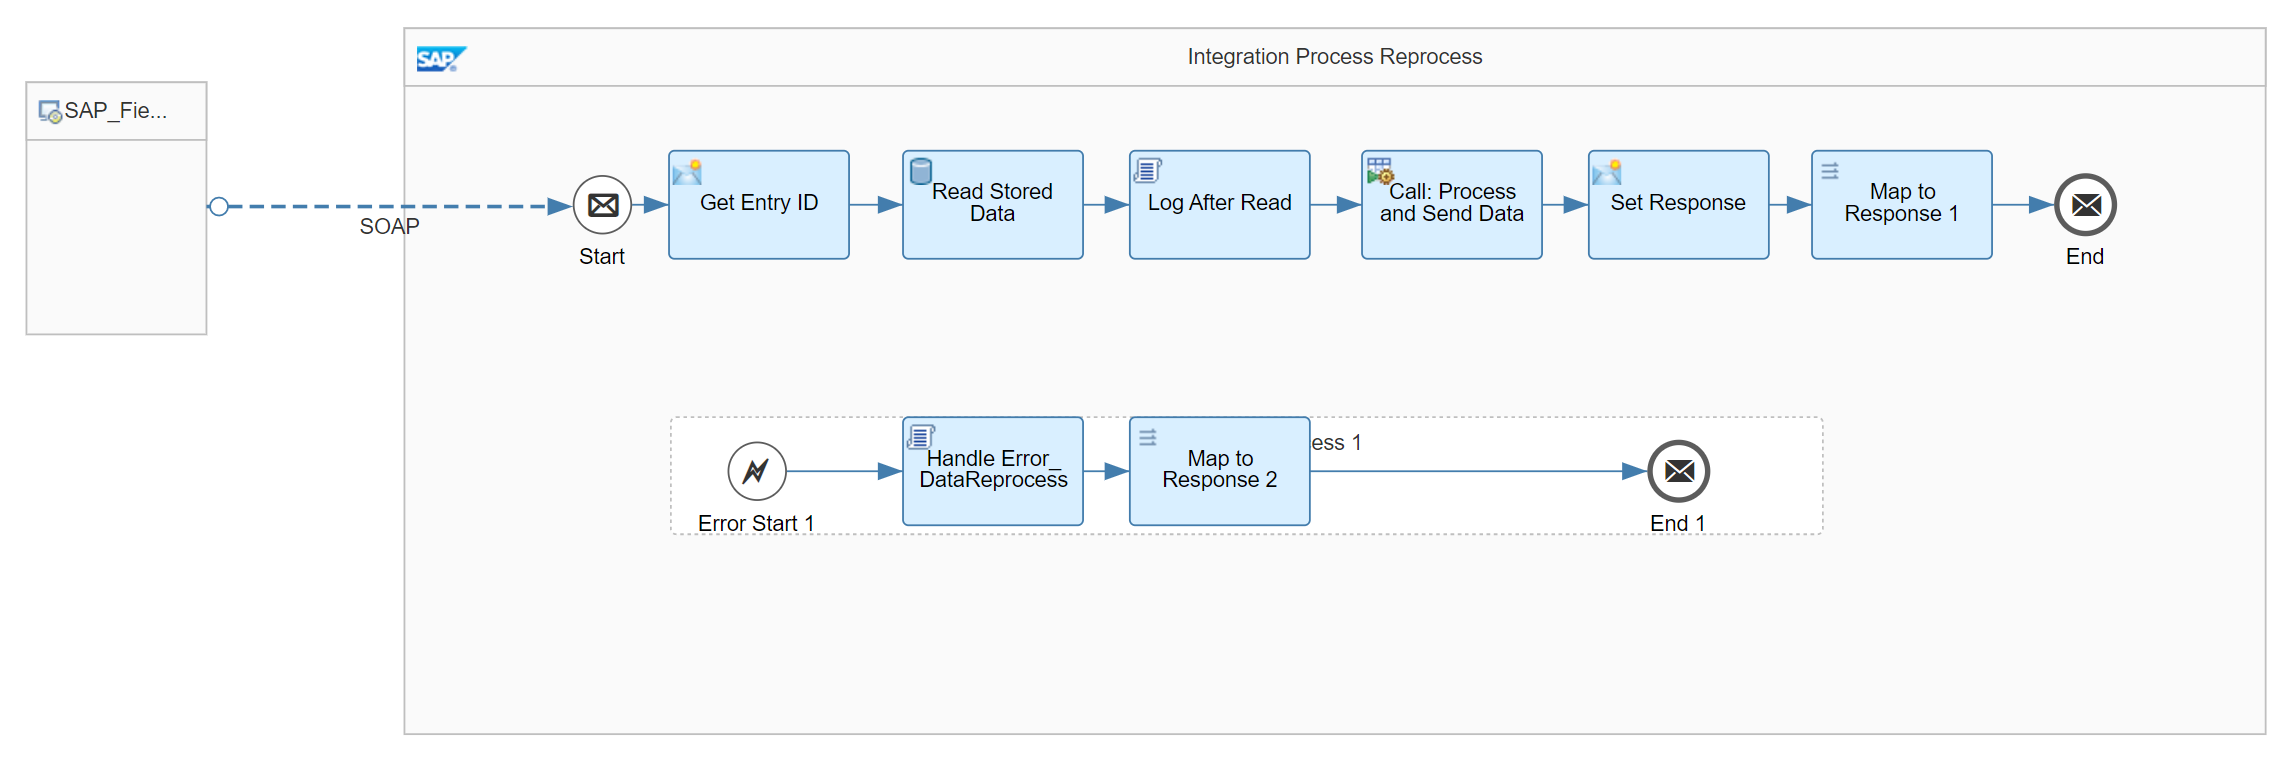 SAP
Integration Process Reprocess
SAP_Fie...
SOAP
Start
Get Entry ID
Read Stored
Data
Log After Read
Call: Process
and Send Data
Set Response
Map to
Response 1
End
Error Start 1
Handle Error_
DataReprocess
Map to
Response 2
ess 1
End 1